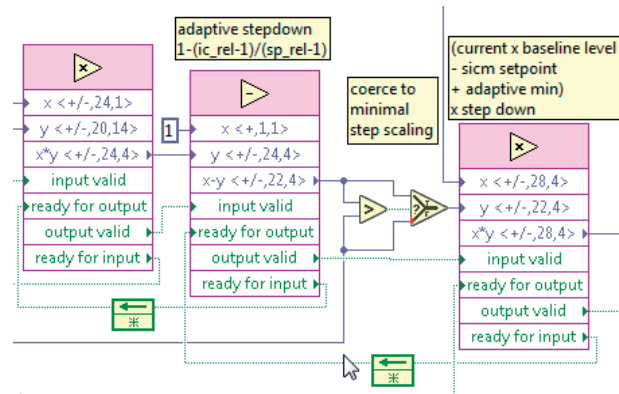 adaptive stepdown
1-(ic_rel-1)/(sp_rel-1)
x
x <+/-,24,1>
y <+/-,20,14>
x*y <+/-,24,4>
input valid
ready for output
output valid
ready for input
1
-
x <+,1,1>
y <+/-,24,4>
x-y <+/-,22,4>
input valid
ready for output
output valid
ready for input
coerce to
minimal
step scaling
>
?
T
F
(current x baseline level
- sicm setpoint
+ adaptive min)
x step down
x
x <+/-,28,4>
y <+/-,22,4>
x*y <+/-,28,4>
input valid
ready for output
output valid
ready for input